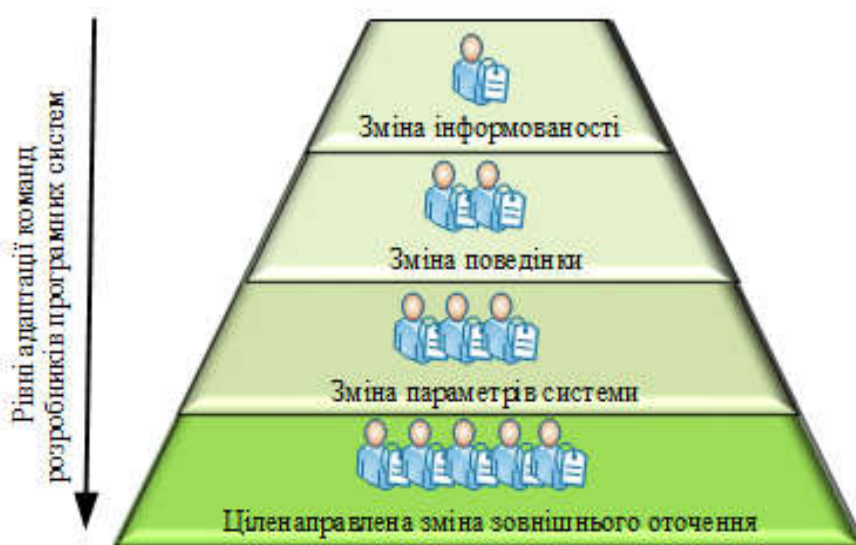 Рівні адаптації команд
розробників програмних систем
Зміна інформованості
Зміна поведінки
Зміна параметрів системи
Ціленаправлена зміна зовнішнього оточення